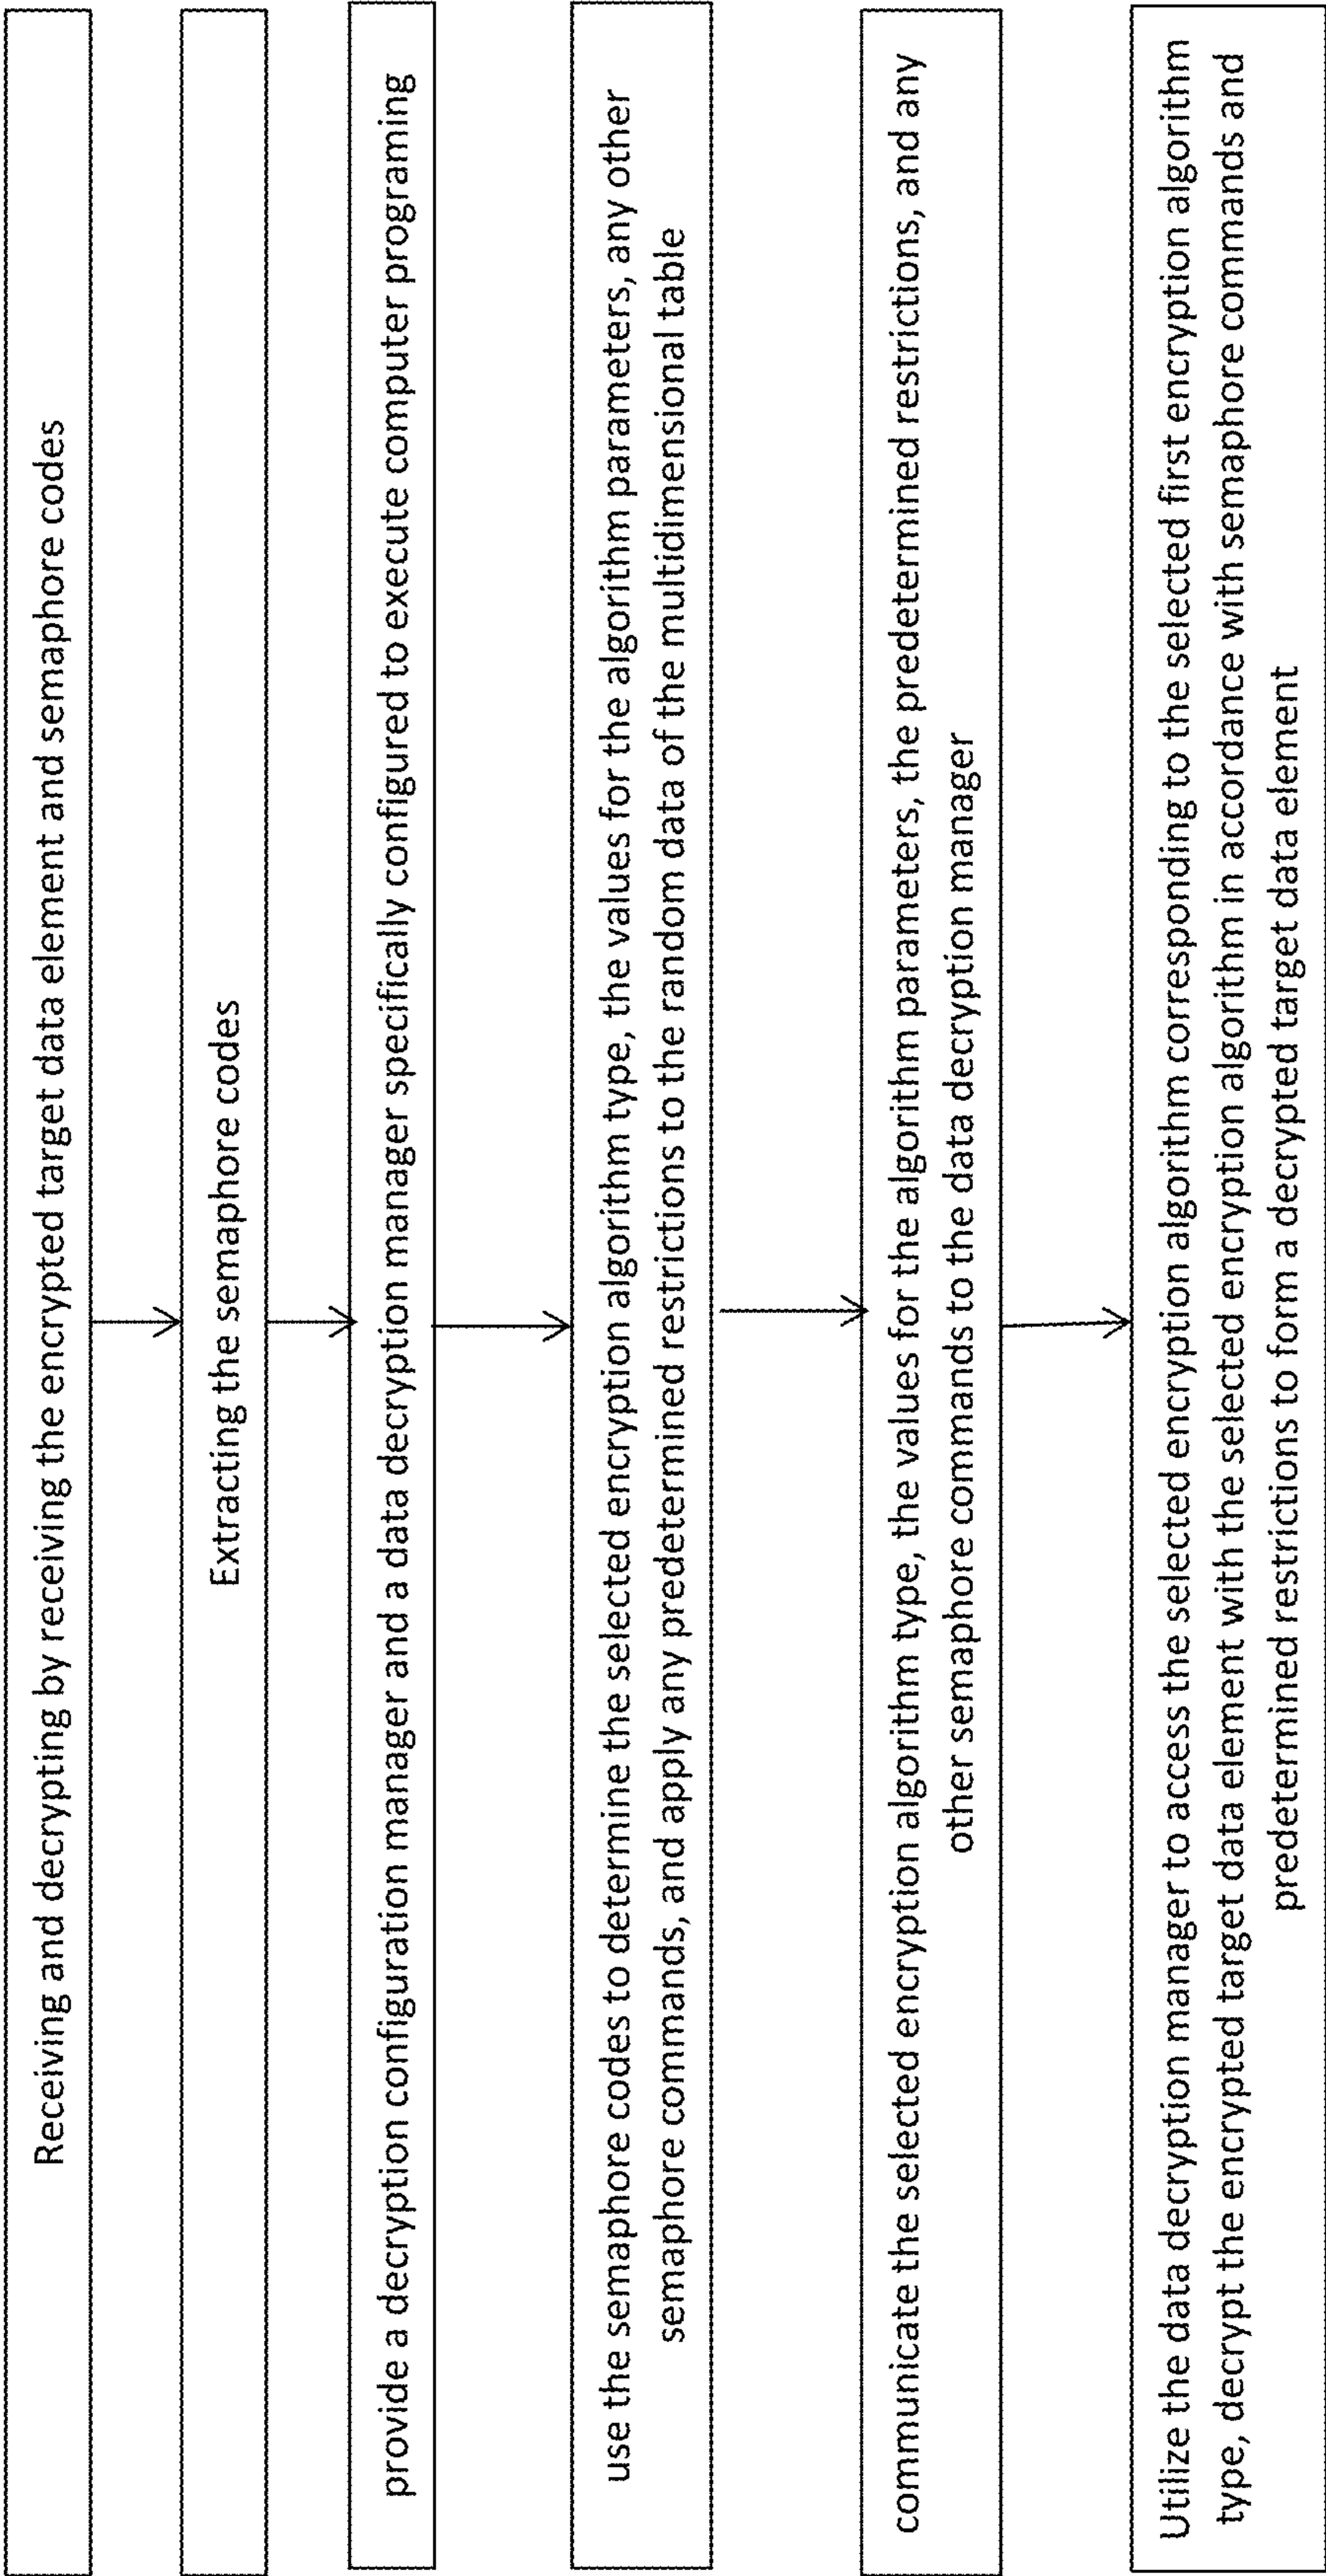 Receiving and decrypting by receiving the encrypted target data element and semaphore codes
Extracting the semaphore codes
provide a decryption configuration manager and a data decryption manager specifically configured to execute computer programing
use the semaphore codes to determine the selected encryption algorithm type, the values for the algorithm parameters, any other
semaphore commands, and apply any predetermined restrictions to the random data of the multidimensional table
communicate the selected encryption algorithm type, the values for the algorithm parameters, the predetermined restrictions, and any
other semaphore commands to the data decryption manager
Utilize the data decryption manager to access the selected encryption algorithm corresponding to the selected first encryption algorithm
type, decrypt the encrypted target data element with the selected encryption algorithm in accordance with semaphore commands and
predetermined restrictions to form a decrypted target data element